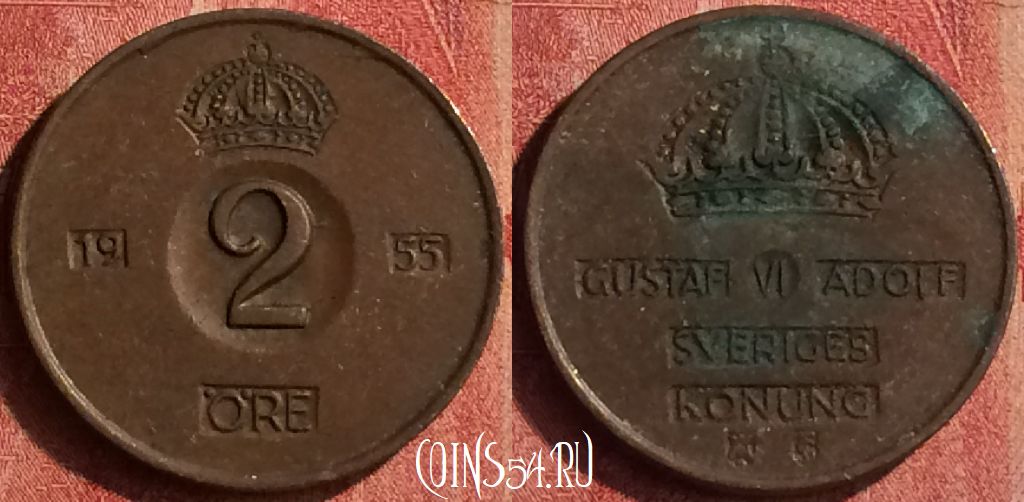 19 2 55
ÖRE
GUSTAF VI ADOLF
SVERIGES
KONUNG
COINS54.RU